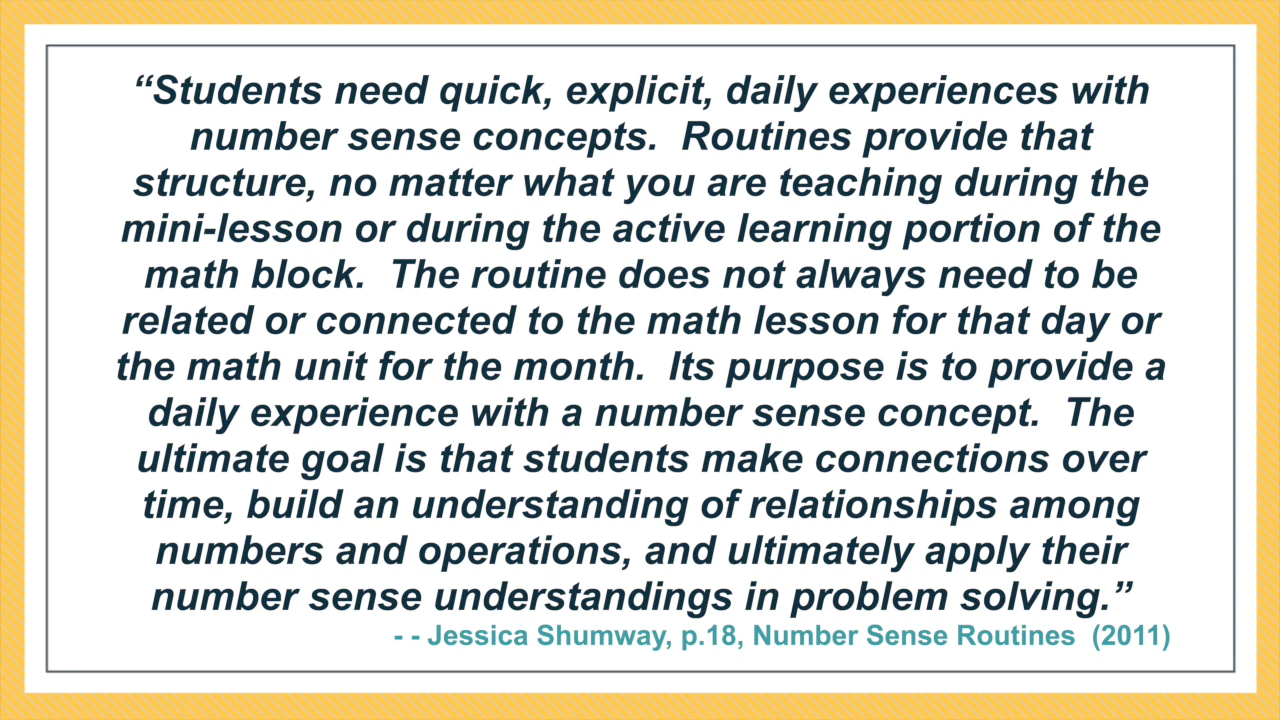 “Students need quick, explicit, daily experiences with
number sense concepts.  Routines provide that
structure, no matter what you are teaching during the
mini-lesson or during the active learning portion of the
math block.  The routine does not always need to be
related or connected to the math lesson for that day or
the math unit for the month.  Its purpose is to provide a
daily experience with a number sense concept.  The
ultimate goal is that students make connections over
time, build an understanding of relationships among
numbers and operations, and ultimately apply their
number sense understandings in problem solving.”
- - Jessica Shumway, p.18, Number Sense Routines  (2011)